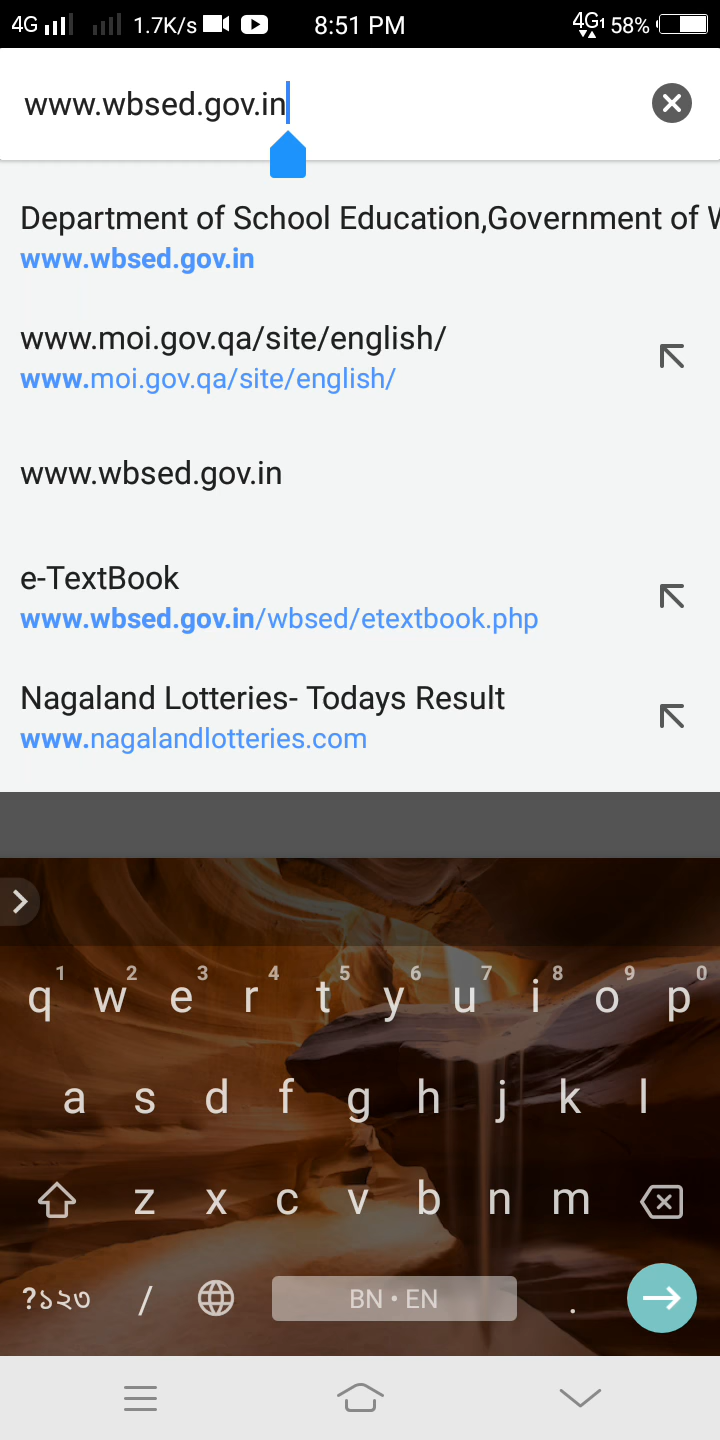 4G 1.7K/s 8:51 PM 4G1 58%
www.wbsed.gov.in
Department of School Education,Government of W
www.wbsed.gov.in
www.moi.gov.qa/site/english/
www.moi.gov.qa/site/english/
www.wbsed.gov.in
e-TextBook
www.wbsed.gov.in/wbsed/etextbook.php
Nagaland Lotteries- Todays Result
www.nagalandlotteries.com
1 2 3 4 5 6 7 8 9 0
q w e r t y u i o p
a s d f g h j k l
z x c v b n m
?১২৩ / BN • EN .